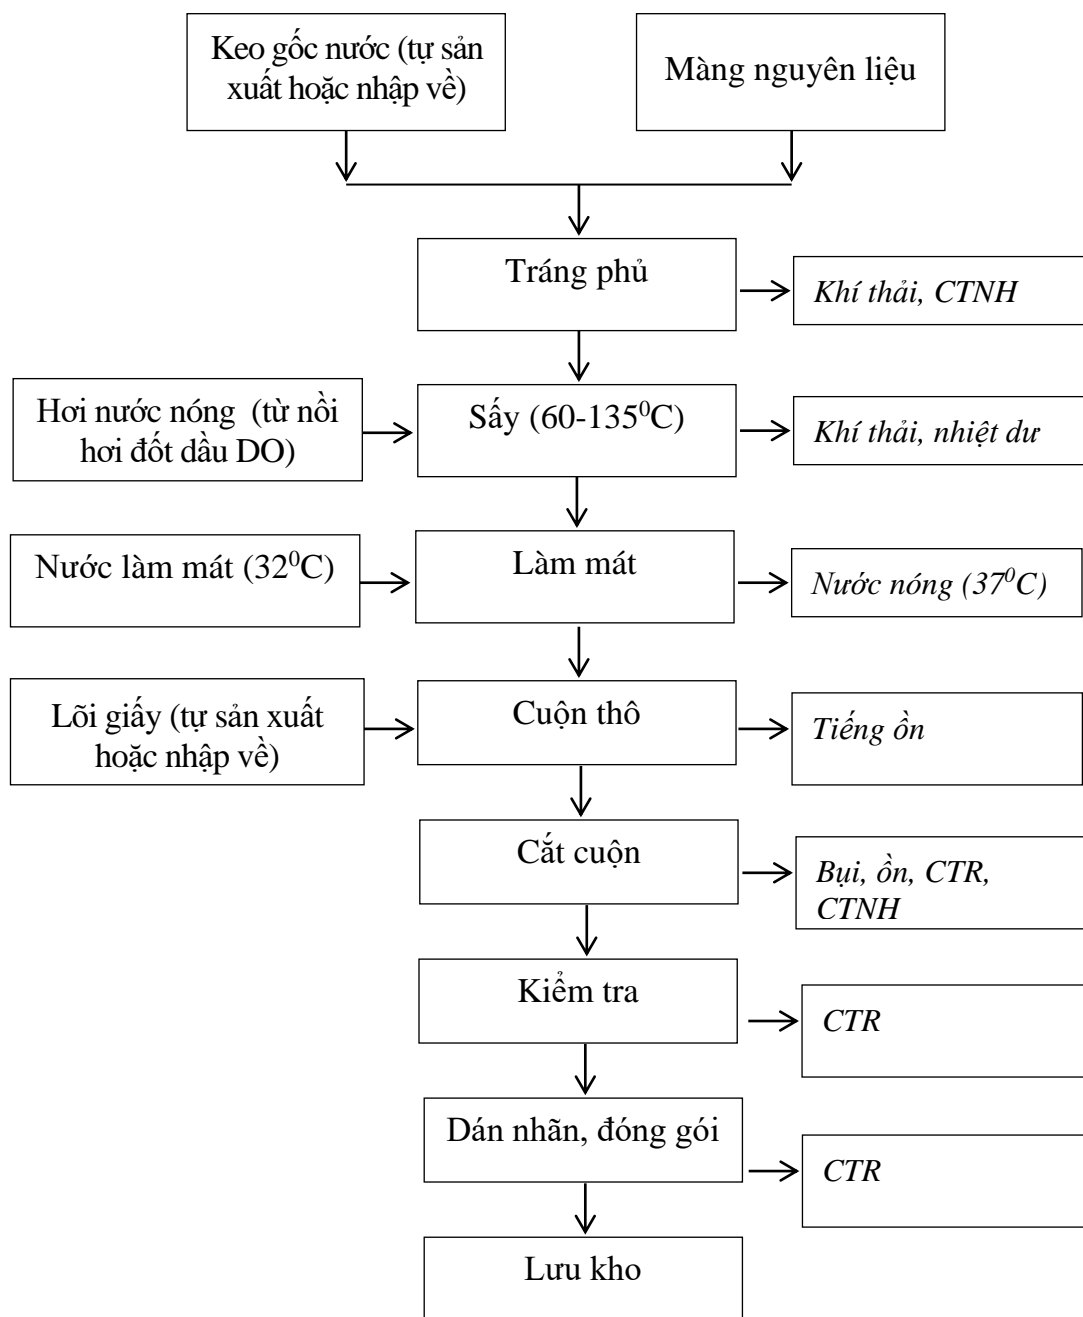 Keo gốc nước (tự sản
xuất hoặc nhập về)
Màng nguyên liệu
Tráng phủ
Khí thải, CTNH
Hơi nước nóng (từ nồi
hơi đốt dầu DO)
Sấy (60-135⁰C)
Khí thải, nhiệt dư
Nước làm mát (32⁰C)
Làm mát
Nước nóng (37⁰C)
Lõi giấy (tự sản xuất
hoặc nhập về)
Cuộn thô
Tiếng ồn
Cắt cuộn
Bụi, ồn, CTR,
CTNH
Kiểm tra
CTR
Dán nhãn, đóng gói
CTR
Lưu kho